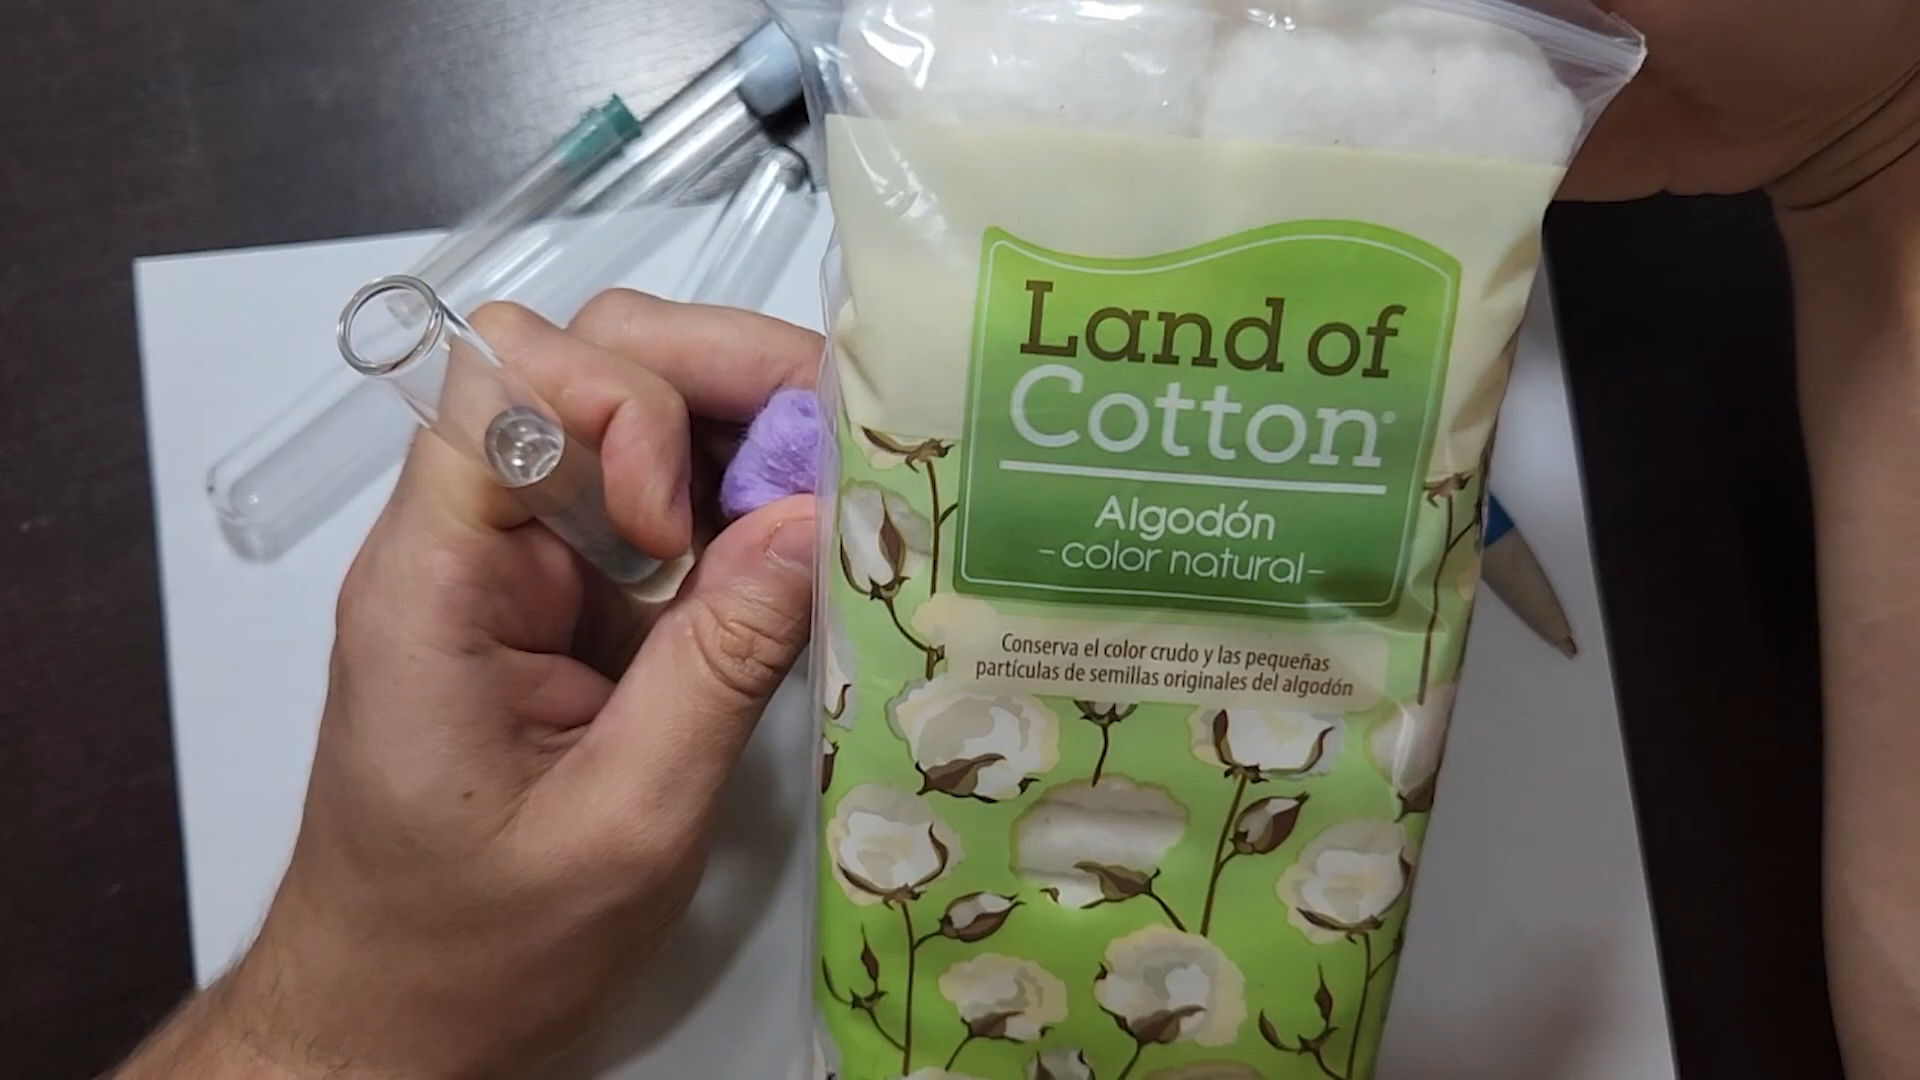 Land of
Cotton®
Algodón
-color natural-
Conserva el color crudo y las pequeñas
partículas de semillas originales del algodón